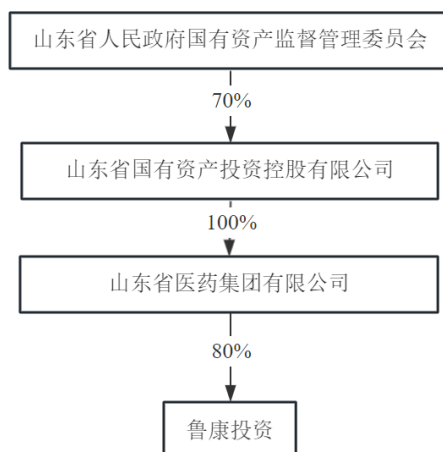 山东省人民政府国有资产监督管理委员会
70%
山东省国有资产投资控股有限公司
100%
山东省医药集团有限公司
80%
鲁康投资